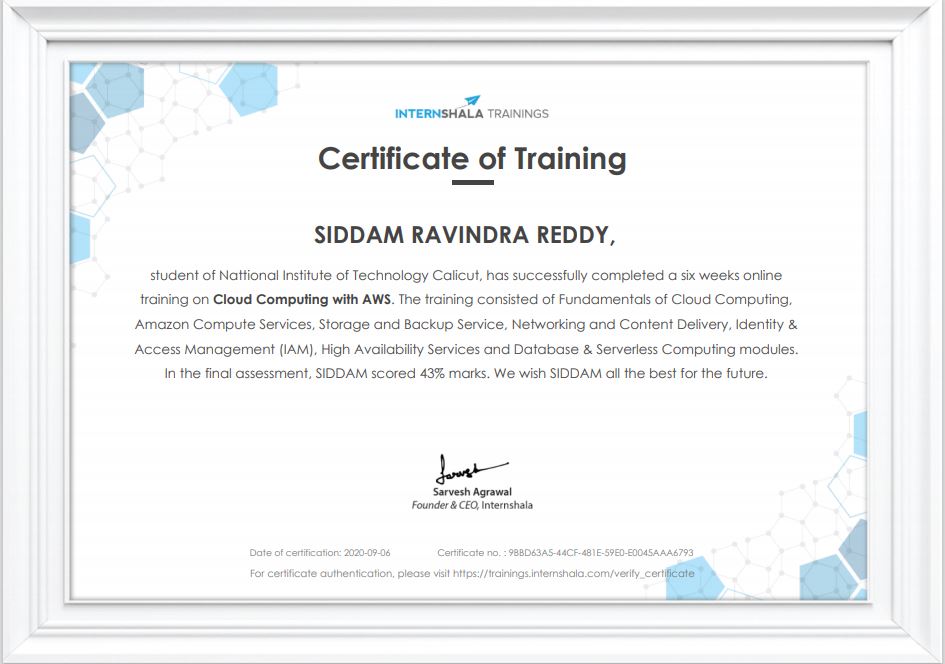 INTERNSHALA TRAININGS
Certificate of Training
SIDDAM RAVINDRA REDDY,
student of Nattional Institute of Technology Calicut, has successfully completed a six weeks online
training on Cloud Computing with AWS. The training consisted of Fundamentals of Cloud Computing,
Amazon Compute Services, Storage and Backup Service, Networking and Content Delivery, Identity &
Access Management (IAM), High Availability Services and Database & Serverless Computing modules.
In the final assessment, SIDDAM scored 43% marks. We wish SIDDAM all the best for the future.
Sarvesh
Sarvesh Agrawal
Founder & CEO, Internshala
Date of certification: 2020-09-06 Certificate no. : 9BBD63A5-44CF-481E-59E0-E0045AAA6793
For certificate authentication, please visit https://trainings.internshala.com/verify_certificate